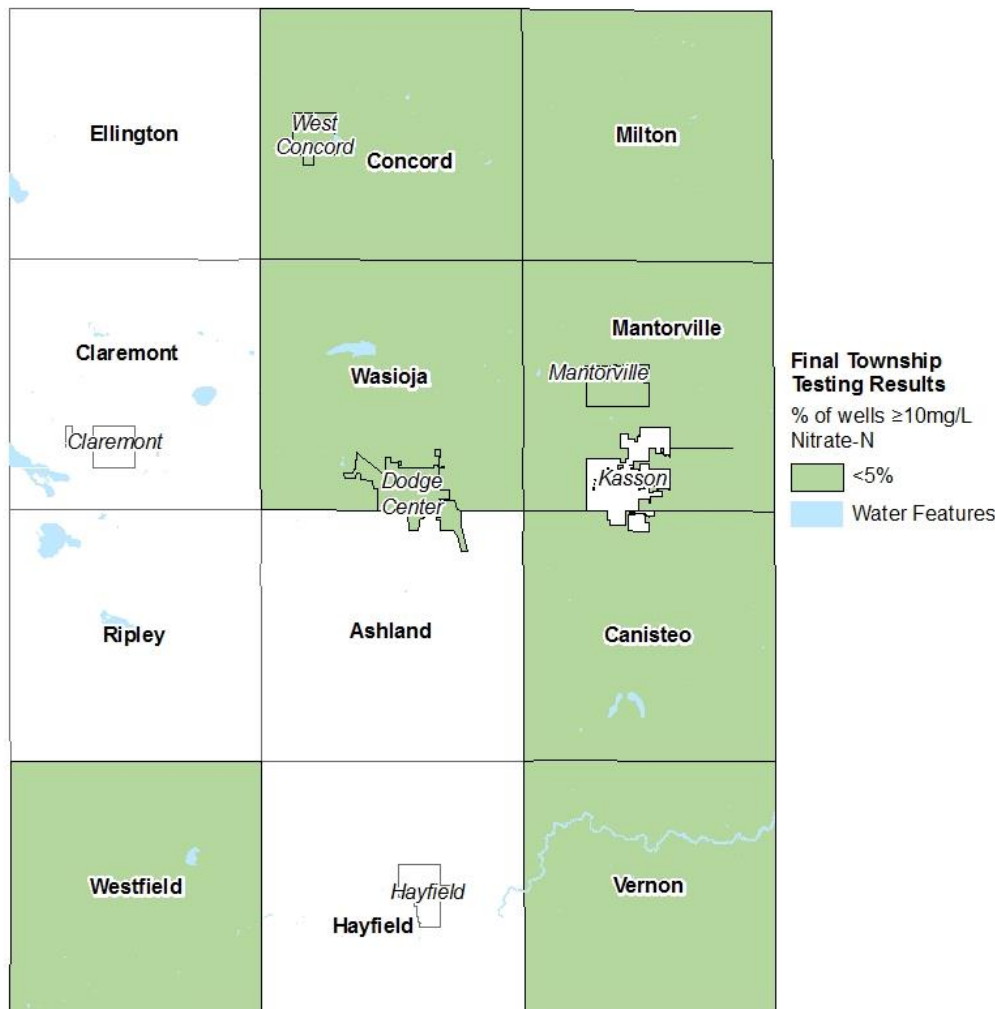 Ellington
West
Concord
Concord
Milton
Claremont
Claremont
Wasioja
Mantorville
Mantorville
Dodge
Center
Kasson
Final Township
Testing Results
% of wells ≥10mg/L
Nitrate-N
<5%
Water Features
Ripley
Ashland
Canisteo
Westfield
Hayfield
Hayfield
Vernon